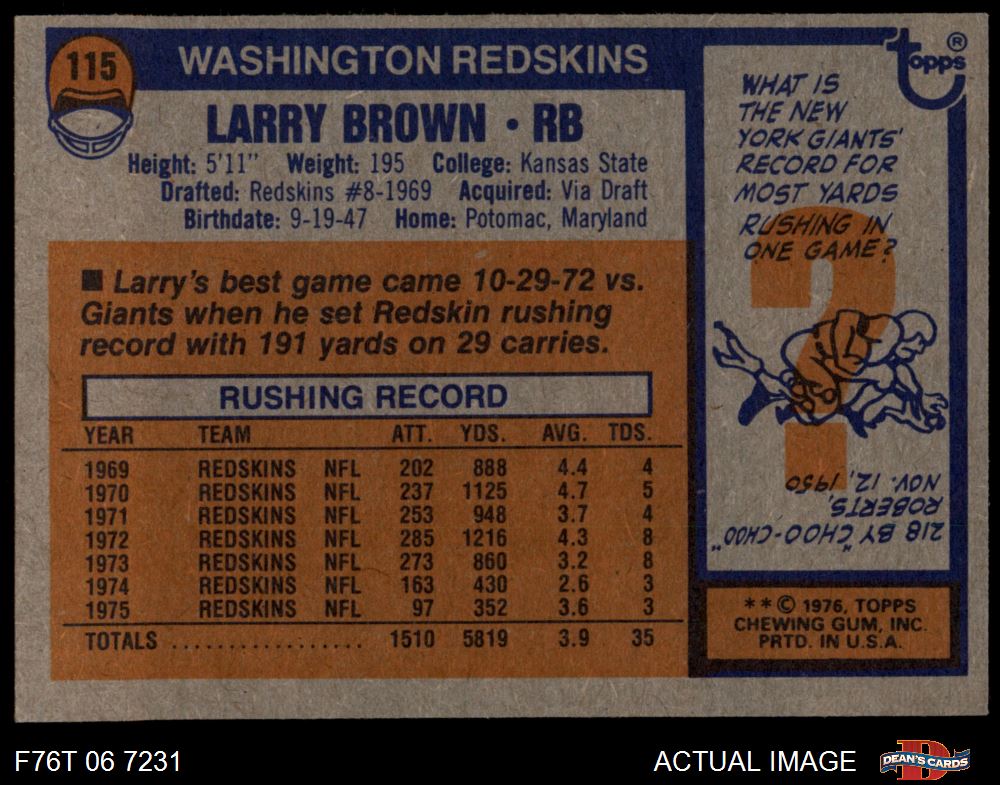 115
WASHINGTON REDSKINS
LARRY BROWN • RB
Height: 5'11" Weight: 195 College: Kansas State
Drafted: Redskins #8-1969 Acquired: Via Draft
Birthdate: 9-19-47 Home: Potomac, Maryland
■ Larry's best game came 10-29-72 vs.
Giants when he set Redskin rushing
record with 191 yards on 29 carries.
RUSHING RECORD
YEAR TEAM ATT. YDS. AVG. TDS.
1969 REDSKINS NFL 202 888 4.4 4
1970 REDSKINS NFL 237 1125 4.7 5
1971 REDSKINS NFL 253 948 3.7 4
1972 REDSKINS NFL 285 1216 4.3 8
1973 REDSKINS NFL 273 860 3.2 8
1974 REDSKINS NFL 163 430 2.6 3
1975 REDSKINS NFL 97 352 3.6 3
TOTALS ................. 1510 5819 3.9 35
topps ®
WHAT IS
THE NEW
YORK GIANTS'
RECORD FOR
MOST YARDS
RUSHING IN
ONE GAME?
?
218 BY "CHOO-CHOO"
ROBERTS,
NOV. 12, 1950
** © 1976, TOPPS
CHEWING GUM, INC.
PRTD. IN U.S.A.
F76T 06 7231
ACTUAL IMAGE
D
DEAN'S CARDS